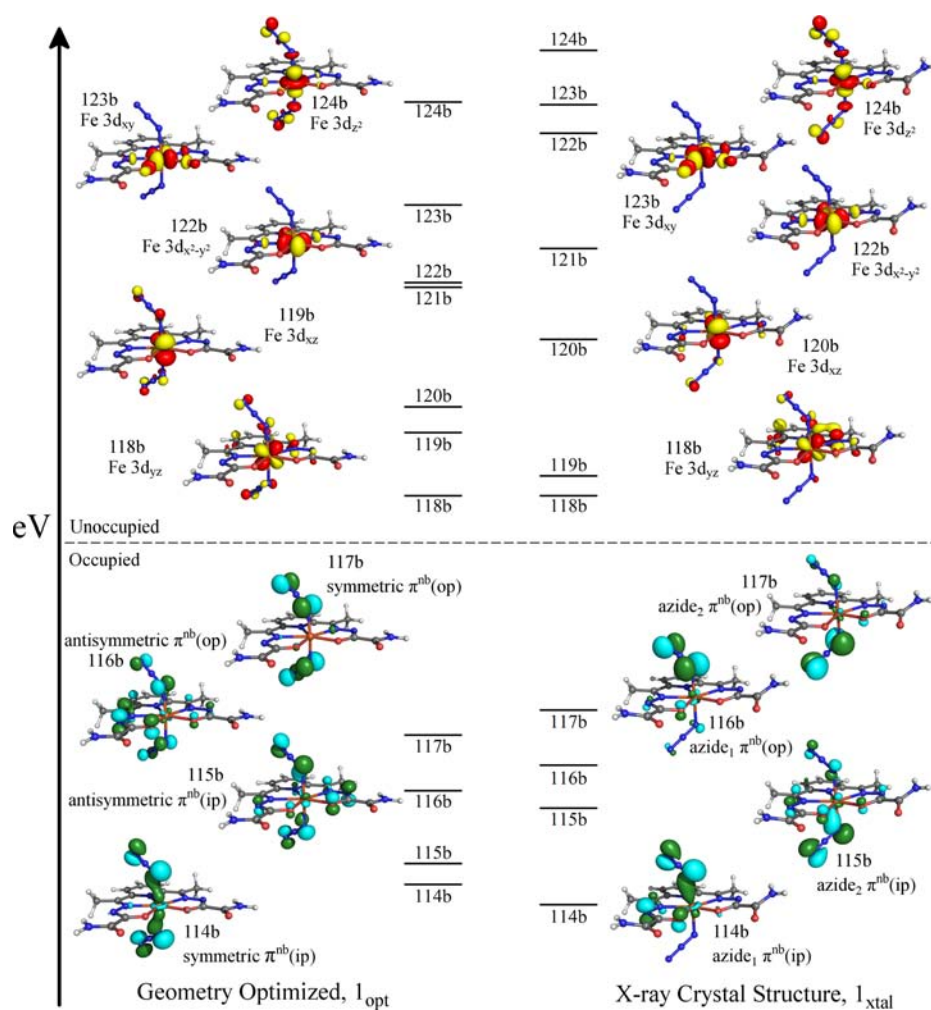 123b
Fe 3dxy
124b
Fe 3dz²
122b
Fe 3dx²-y²
119b
Fe 3dxz
118b
Fe 3dyz
124b
123b
122b
121b
120b
119b
118b
124b
123b
122b
121b
120b
119b
118b
124b
Fe 3dz²
123b
Fe 3dxy
122b
Fe 3dx²-y²
120b
Fe 3dxz
118b
Fe 3dyz
eV
Unoccupied
Occupied
117b
symmetric πⁿᵇ(op)
antisymmetric πⁿᵇ(op)
116b
115b
antisymmetric πⁿᵇ(ip)
114b
symmetric πⁿᵇ(ip)
117b
116b
115b
114b
117b
116b
115b
114b
117b
azide₂ πⁿᵇ(op)
116b
azide₁ πⁿᵇ(op)
115b
azide₂ πⁿᵇ(ip)
114b
azide₁ πⁿᵇ(ip)
Geometry Optimized, 1opt
X-ray Crystal Structure, 1xtal